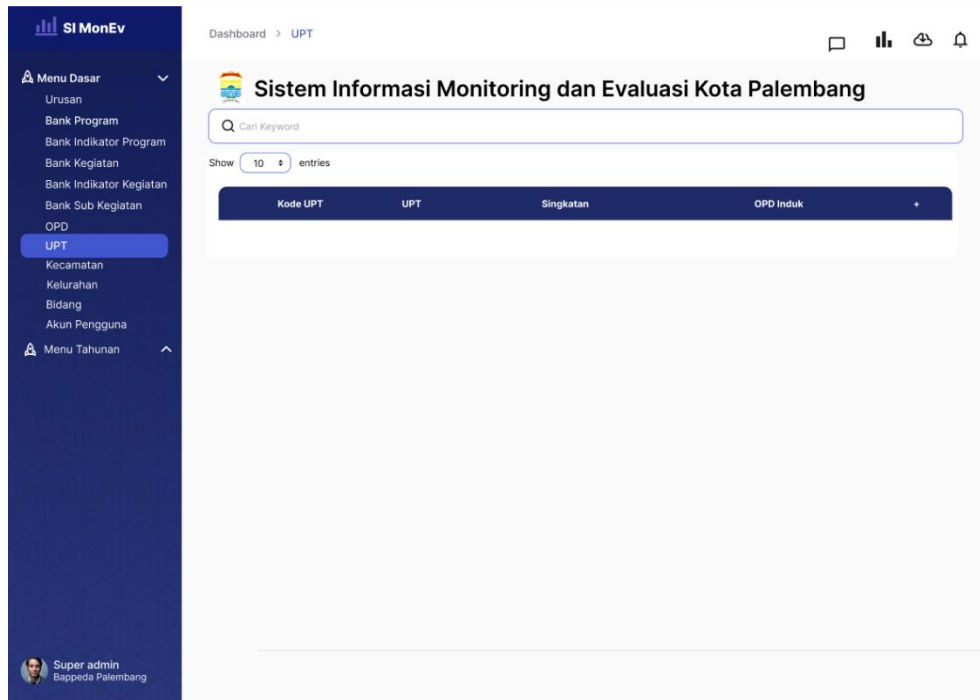 SI MonEv
Dashboard > UPT
Menu Dasar
Urusan
Bank Program
Bank Indikator Program
Bank Kegiatan
Bank Indikator Kegiatan
Bank Sub Kegiatan
OPD
UPT
Kecamatan
Kelurahan
Bidang
Akun Pengguna
Menu Tahunan
Super admin
Bappeda Palembang
Sistem Informasi Monitoring dan Evaluasi Kota Palembang
Cari Keyword
Show 10 entries
Kode UPT UPT Singkatan OPD Induk +